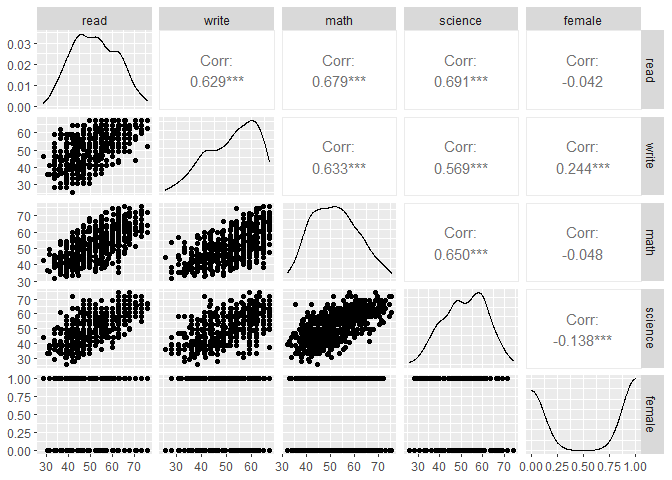 read write math science female
0.03
0.02
0.01
0.00
Corr:
0.629***
Corr:
0.679***
Corr:
0.691***
Corr:
-0.042
read
60
50
40
30
Corr:
0.633***
Corr:
0.569***
Corr:
0.244***
write
70
60
50
40
30
Corr:
0.650***
Corr:
-0.048
math
70
60
50
40
30
Corr:
-0.138***
science
1.00
0.75
0.50
0.25
0.00
female
30 40 50 60 70 30 40 50 60 30 40 50 60 70 30 40 50 60 70 0.00 0.25 0.50 0.75 1.00